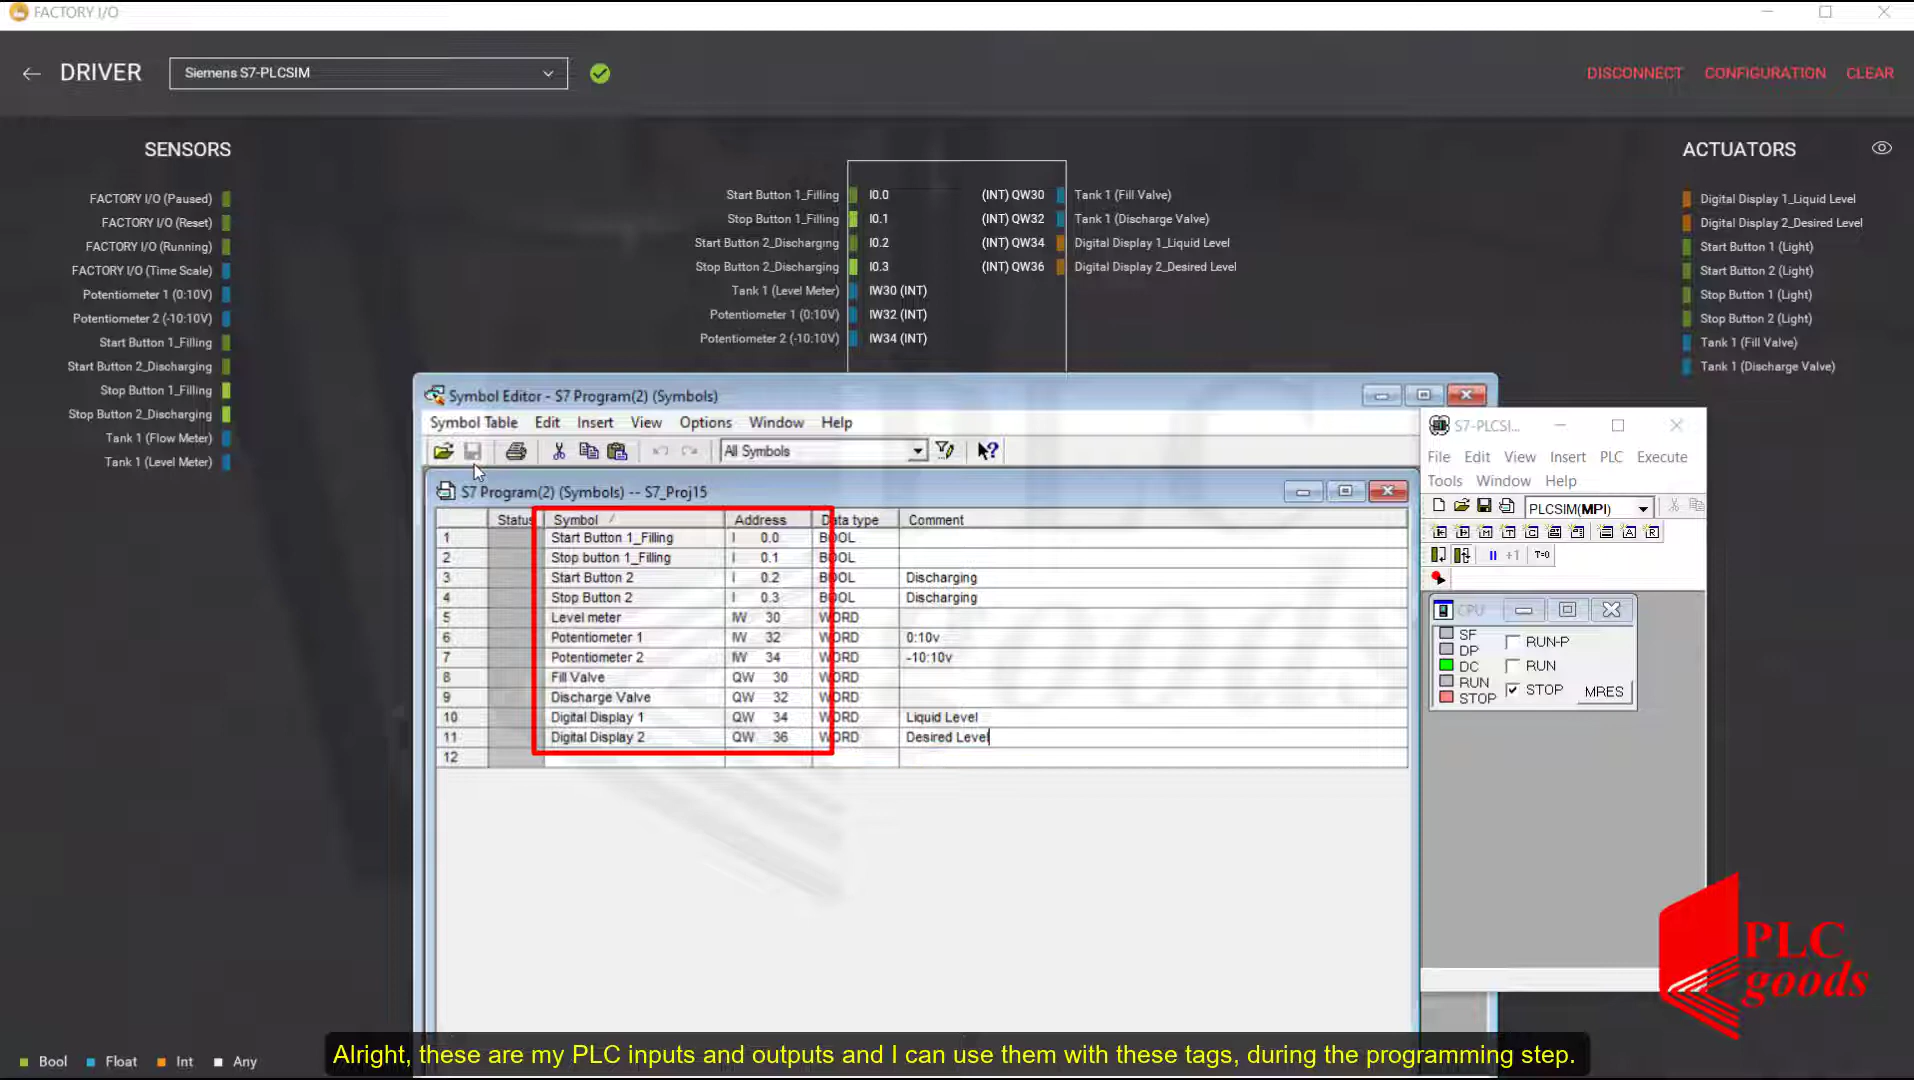 FACTORY I/O
DRIVER
Siemens S7-PLCSIM
DISCONNECT
CONFIGURATION
CLEAR
SENSORS
FACTORY I/O (Paused)
FACTORY I/O (Reset)
FACTORY I/O (Running)
FACTORY I/O (Time Scale)
Potentiometer 1 (0:10V)
Potentiometer 2 (-10:10V)
Start Button 1_Filling
Start Button 2_Discharging
Stop Button 1_Filling
Stop Button 2_Discharging
Tank 1 (Flow Meter)
Tank 1 (Level Meter)
Start Button 1_Filling I0.0 (INT) QW30 Tank 1 (Fill Valve)
Stop Button 1_Filling I0.1 (INT) QW32 Tank 1 (Discharge Valve)
Start Button 2_Discharging I0.2 (INT) QW34 Digital Display 1_Liquid Level
Stop Button 2_Discharging I0.3 (INT) QW36 Digital Display 2_Desired Level
Tank 1 (Level Meter) IW30 (INT)
Potentiometer 1 (0:10V) IW32 (INT)
Potentiometer 2 (-10:10V) IW34 (INT)
ACTUATORS
Digital Display 1_Liquid Level
Digital Display 2_Desired Level
Start Button 1 (Light)
Start Button 2 (Light)
Stop Button 1 (Light)
Stop Button 2 (Light)
Tank 1 (Fill Valve)
Tank 1 (Discharge Valve)
Symbol Editor - S7 Program(2) (Symbols)
Symbol Table Edit Insert View Options Window Help
All Symbols
S7 Program(2) (Symbols) -- S7_Proj15
Status Symbol / Address Data type Comment
1 Start Button 1_Filling I 0.0 BOOL
2 Stop button 1_Filling I 0.1 BOOL
3 Start Button 2 I 0.2 BOOL Discharging
4 Stop Button 2 I 0.3 BOOL Discharging
5 Level meter IW 30 WORD
6 Potentiometer 1 IW 32 WORD 0:10v
7 Potentiometer 2 IW 34 WORD -10:10v
8 Fill Valve QW 30 WORD
9 Discharge Valve QW 32 WORD
10 Digital Display 1 QW 34 WORD Liquid Level
11 Digital Display 2 QW 36 WORD Desired Level
12
S7-PLCSI...
File Edit View Insert PLC Execute
Tools Window Help
PLCSIM(MPI)
+1 T=0
CPU
SF
DP
DC
RUN
STOP
RUN-P
RUN
STOP
MRES
PLC
goods
Alright, these are my PLC inputs and outputs and I can use them with these tags, during the programming step.
Bool Float Int Any